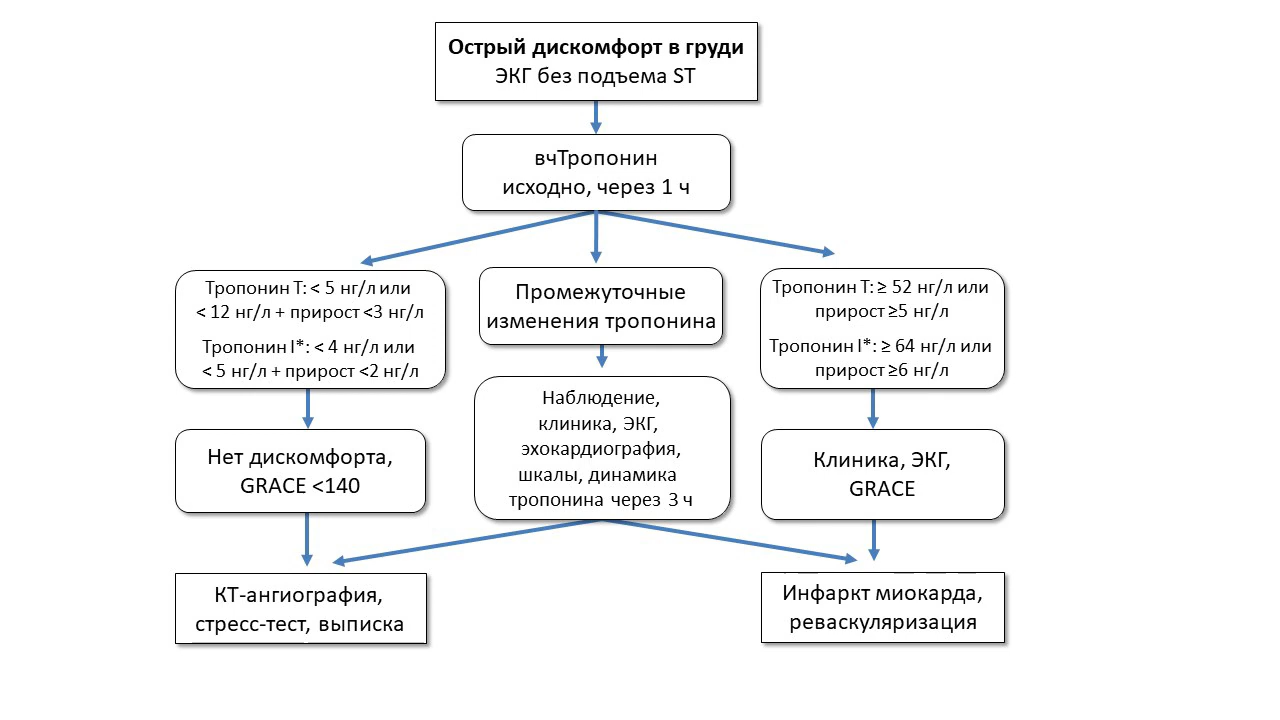 Острый дискомфорт в груди
ЭКГ без подъема ST
вчТропонин
исходно, через 1 ч
Тропонин Т: < 5 нг/л или
< 12 нг/л + прирост <3 нг/л
Тропонин I*: < 4 нг/л или
< 5 нг/л + прирост <2 нг/л
Промежуточные
изменения тропонина
Тропонин Т: ≥ 52 нг/л или
прирост ≥5 нг/л
Тропонин I*: ≥ 64 нг/л или
прирост ≥6 нг/л
Нет дискомфорта,
GRACE <140
Наблюдение,
клиника, ЭКГ,
эхокардиография,
шкалы, динамика
тропонина через 3 ч
Клиника, ЭКГ,
GRACE
КТ-ангиография,
стресс-тест, выписка
Инфаркт миокарда,
реваскуляризация